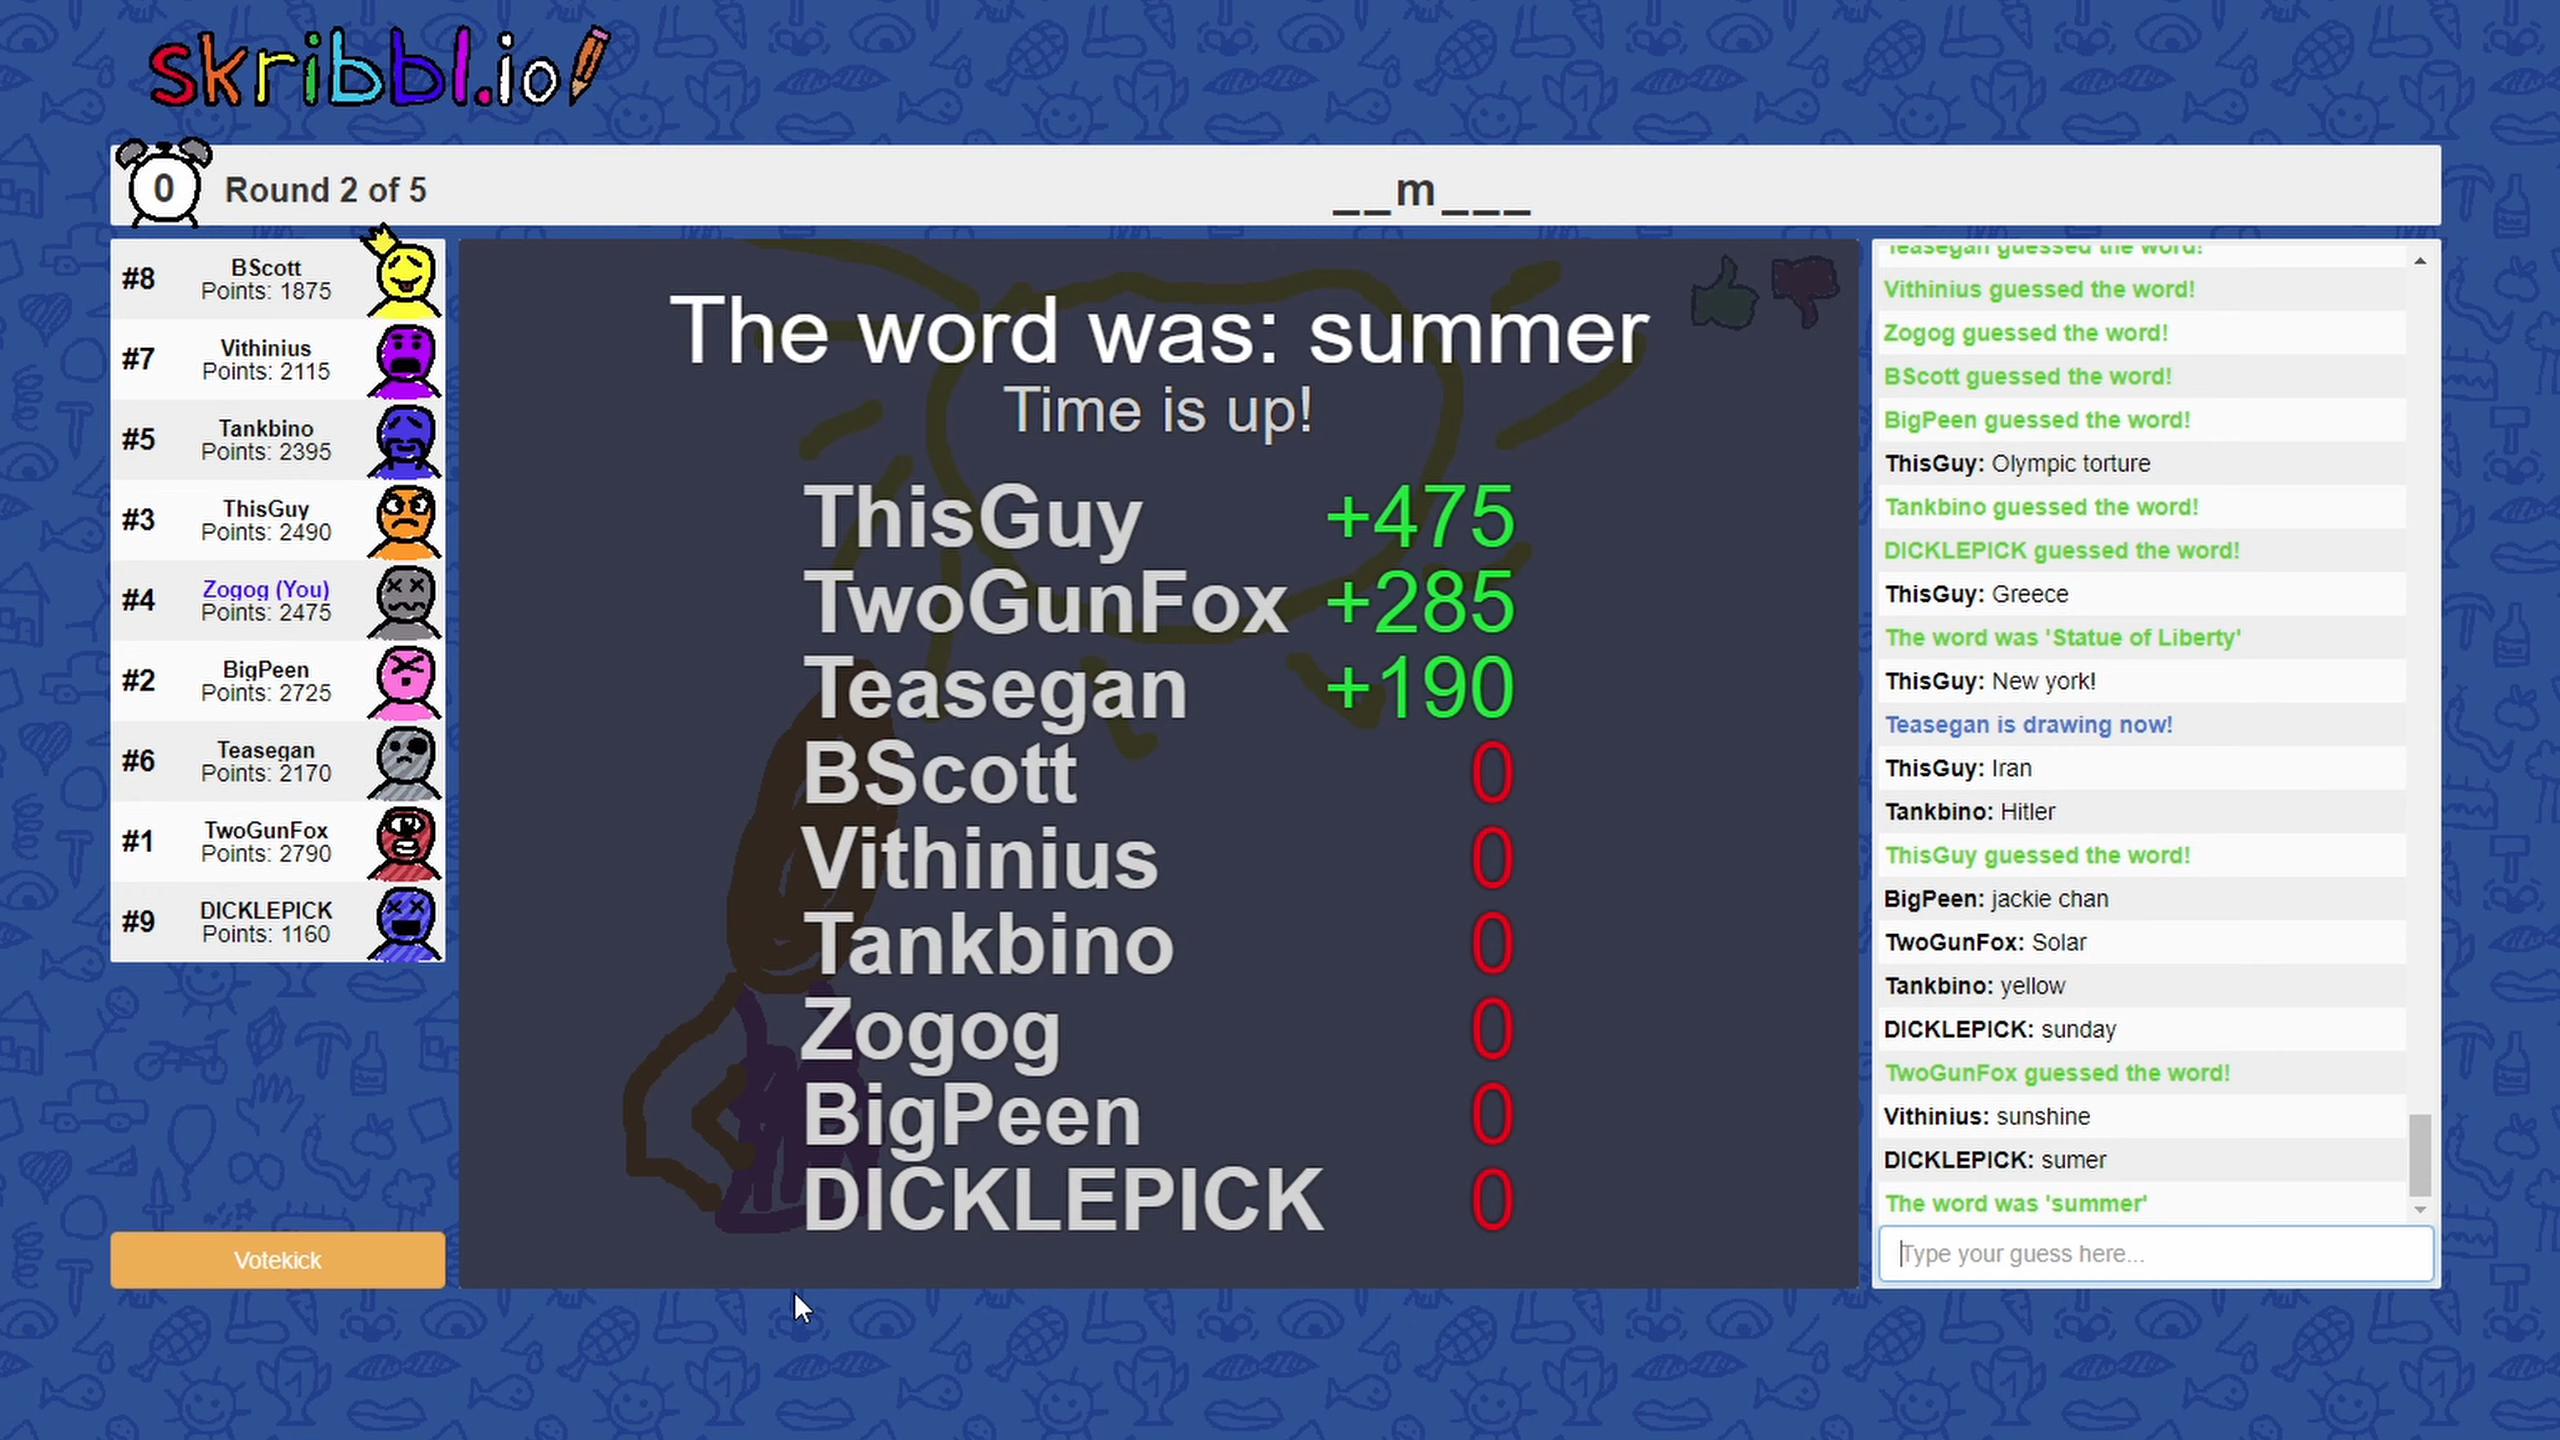 skribbl.io
0
Round 2 of 5
__m___
#8
BScott
Points: 1875
#7
Vithinius
Points: 2115
#5
Tankbino
Points: 2395
#3
ThisGuy
Points: 2490
#4
Zogog (You)
Points: 2475
#2
BigPeen
Points: 2725
#6
Teasegan
Points: 2170
#1
TwoGunFox
Points: 2790
#9
DICKLEPICK
Points: 1160
Votekick
The word was: summer
Time is up!
ThisGuy +475
TwoGunFox +285
Teasegan +190
BScott 0
Vithinius 0
Tankbino 0
Zogog 0
BigPeen 0
DICKLEPICK 0
Teasegan guessed the word!
Vithinius guessed the word!
Zogog guessed the word!
BScott guessed the word!
BigPeen guessed the word!
ThisGuy: Olympic torture
Tankbino guessed the word!
DICKLEPICK guessed the word!
ThisGuy: Greece
The word was 'Statue of Liberty'
ThisGuy: New york!
Teasegan is drawing now!
ThisGuy: Iran
Tankbino: Hitler
ThisGuy guessed the word!
BigPeen: jackie chan
TwoGunFox: Solar
Tankbino: yellow
DICKLEPICK: sunday
TwoGunFox guessed the word!
Vithinius: sunshine
DICKLEPICK: sumer
The word was 'summer'
Type your guess here...